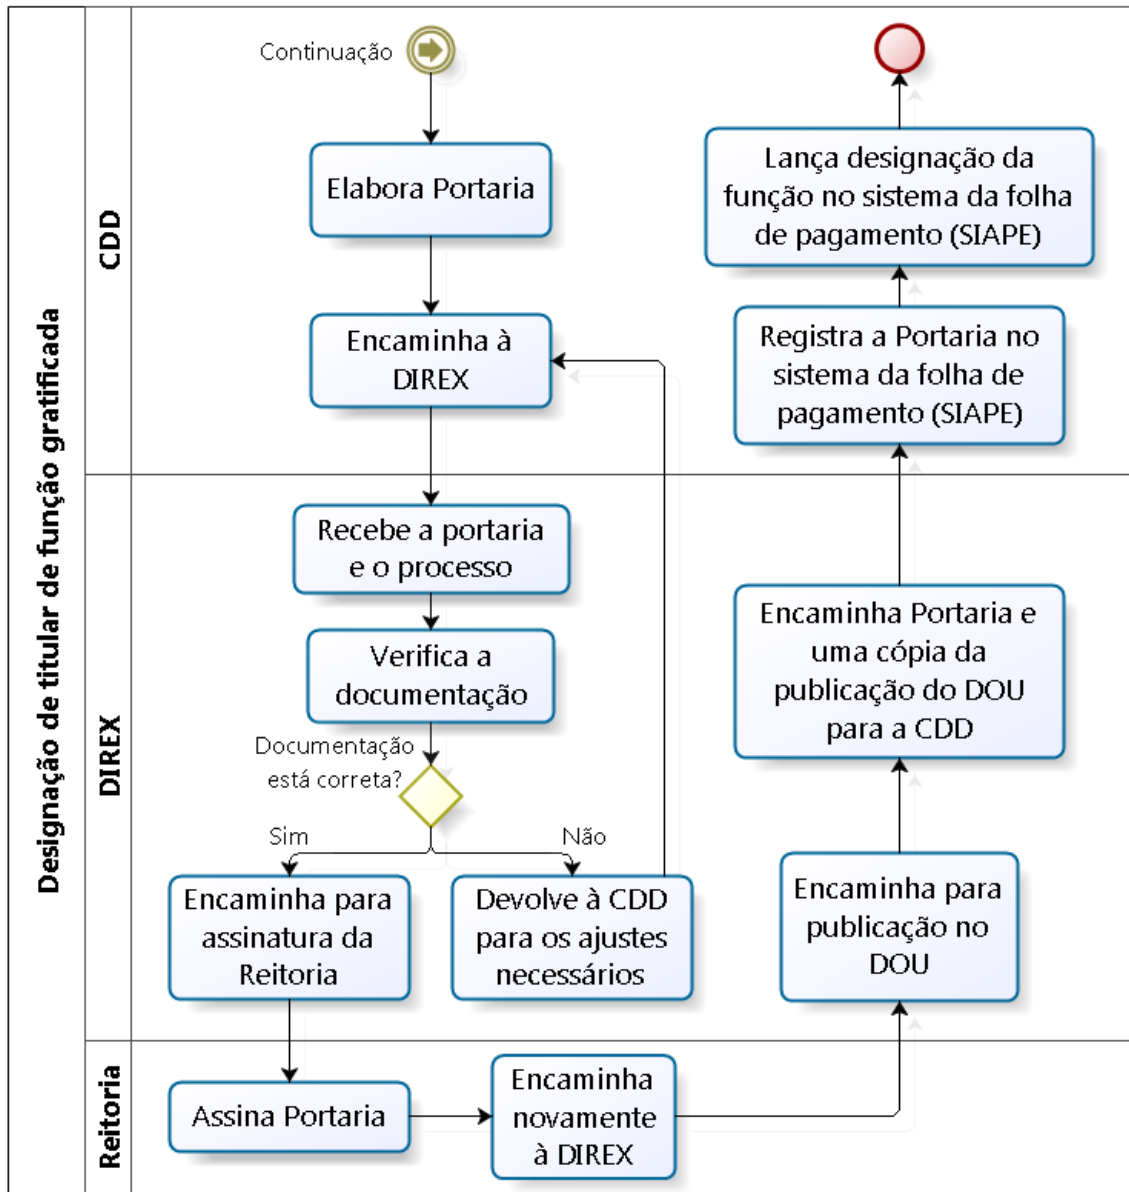 Designação de titular de função gratificada
CDD
Continuação
Elabora Portaria
Encaminha à
DIREX
Lança designação da
função no sistema da folha
de pagamento (SIAPE)
Registra a Portaria no
sistema da folha de
pagamento (SIAPE)
DIREX
Recebe a portaria
e o processo
Verifica a
documentação
Documentação
está correta?
Sim
Não
Encaminha para
assinatura da
Reitoria
Devolve à CDD
para os ajustes
necessários
Encaminha Portaria e
uma cópia da
publicação do DOU
para a CDD
Encaminha para
publicação no
DOU
Reitoria
Assina Portaria
Encaminha
novamente
à DIREX